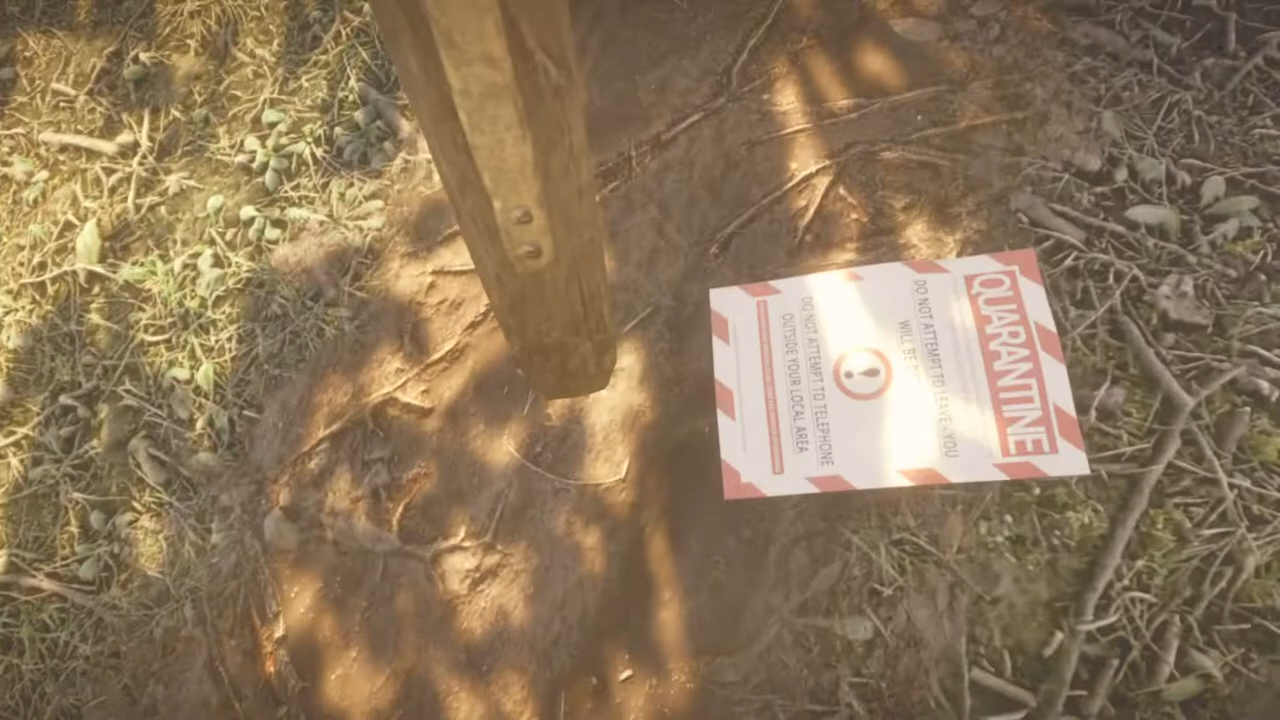 QUARANTINE
DO NOT ATTEMPT TO LEAVE. YOU
WILL BE
DO NOT ATTEMPT TO TELEPHONE
OUTSIDE YOUR LOCAL AREA